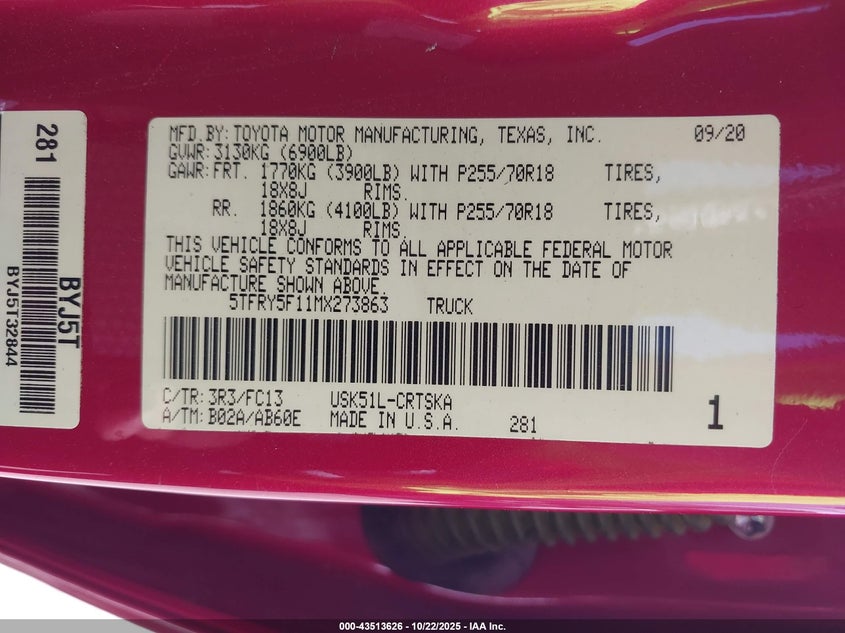 281
BYJ5T
BYJ5T32844
MFD.BY: TOYOTA MOTOR MANUFACTURING, TEXAS, INC. 09/20
GVWR: 3130KG (6900LB)
GAWR: FRT. 1770KG (3900LB) WITH P255/70R18 TIRES,
18X8J RIMS.
RR. 1860KG (4100LB) WITH P255/70R18 TIRES,
18X8J RIMS.
THIS VEHICLE CONFORMS TO ALL APPLICABLE FEDERAL MOTOR
VEHICLE SAFETY STANDARDS IN EFFECT ON THE DATE OF
MANUFACTURE SHOWN ABOVE.
5TFRY5F11MX273863 TRUCK
C/TR: 3R3/FC13 USK51L-CRTSKA
A/TM: B02A/AB60E MADE IN U.S.A. 281
1
000-43513626 - 10/22/2025 - IAA Inc.